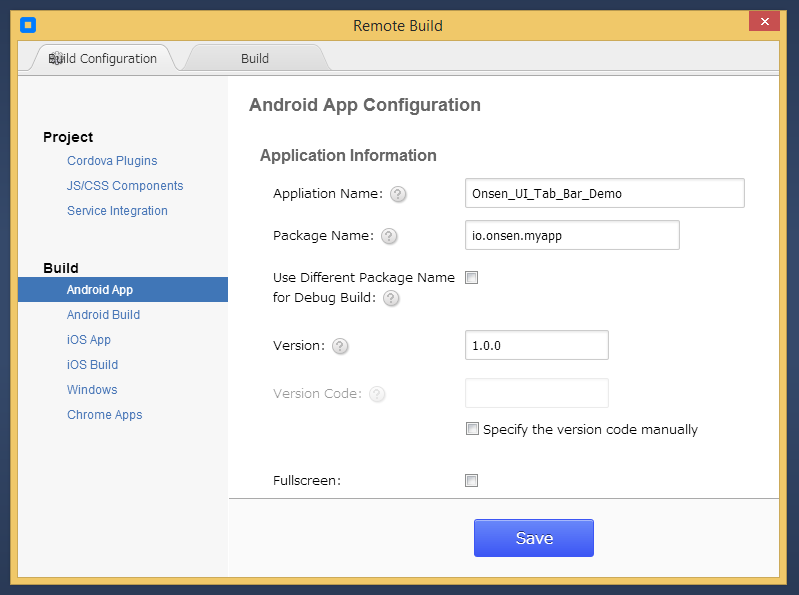 Remote Build
Build Configuration
Build
Project
Cordova Plugins
JS/CSS Components
Service Integration
Build
Android App
Android Build
iOS App
iOS Build
Windows
Chrome Apps
Android App Configuration
Application Information
Appliation Name: ?
Onsen_UI_Tab_Bar_Demo
Package Name: ?
io.onsen.myapp
Use Different Package Name
for Debug Build: ?
Version: ?
1.0.0
Version Code: ?
Specify the version code manually
Fullscreen:
Save